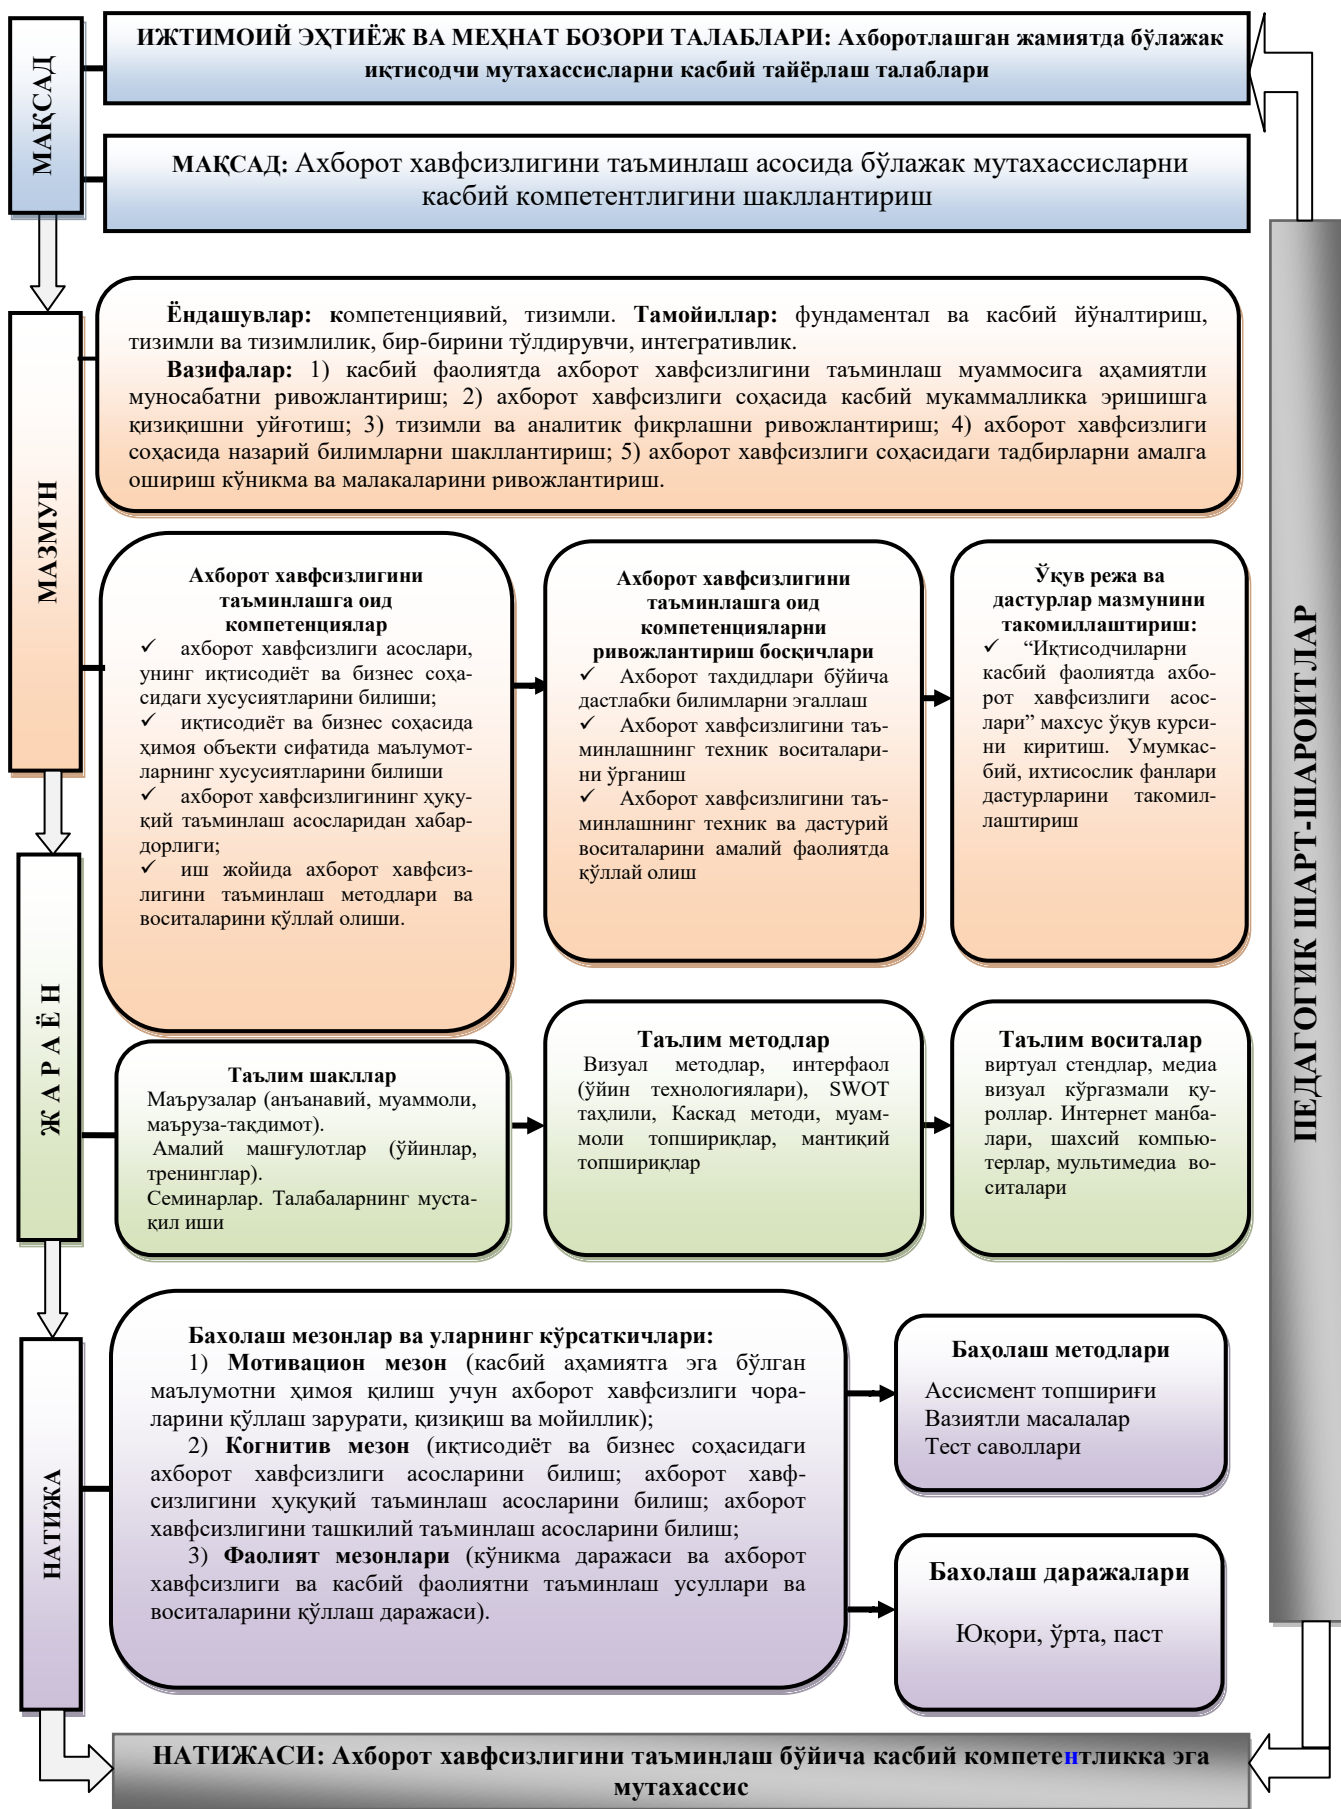 МАҚСАД
ИЖТИМОИЙ ЭҲТИЁЖ ВА МЕҲНАТ БОЗОРИ ТАЛАБЛАРИ: Ахборотлашган жамиятда бўлажак
иқтисодчи мутахассисларни касбий тайёрлаш талаблари
МАҚСАД: Ахборот хавфсизлигини таъминлаш асосида бўлажак мутахассисларни
касбий компетентлигини шакллантириш
МАЗМУН
Ёндашувлар: компетенциявий, тизимли. Тамойиллар: фундаментал ва касбий йўналтириш,
тизимли ва тизимлилик, бир-бирини тўлдирувчи, интегративлик.
Вазифалар: 1) касбий фаолиятда ахборот хавфсизлигини таъминлаш муаммосига аҳамиятли
муносабатни ривожлантириш; 2) ахборот хавфсизлиги соҳасида касбий мукаммалликка эришишга
қизиқишни уйғотиш; 3) тизимли ва аналитик фикрлашни ривожлантириш; 4) ахборот хавфсизлиги
соҳасида назарий билимларни шакллантириш; 5) ахборот хавфсизлиги соҳасидаги тадбирларни амалга
ошириш кўникма ва малакаларини ривожлантириш.
Ахборот хавфсизлигини
таъминлашга оид
компетенциялар
✓ ахборот хавфсизлиги асослари,
унинг иқтисодиёт ва бизнес соҳа-
сидаги хусусиятларини билиши;
✓ иқтисодиёт ва бизнес соҳасида
ҳимоя объекти сифатида маълумот-
ларнинг хусусиятларини билиши
✓ ахборот хавфсизлигининг ҳуқу-
қий таъминлаш асосларидан хабар-
дорлиги;
✓ иш жойида ахборот хавфсиз-
лигини таъминлаш методлари ва
воситаларини қўллай олиши.
Ахборот хавфсизлигини
таъминлашга оид
компетенцияларни
ривожлантириш босқичлари
✓ Ахборот тахдидлари бўйича
дастлабки билимларни эгаллаш
✓ Ахборот хавфсизлигини таъ-
минлашнинг техник воситалари-
ни ўрганиш
✓ Ахборот хавфсизлигини таъ-
минлашнинг техник ва дастурий
воситаларини амалий фаолиятда
қўллай олиш
Ўқув режа ва
дастурлар мазмунини
такомиллаштириш:
✓ “Иқтисодчиларни
касбий фаолиятда ахбо-
рот хавфсизлиги асос-
лари” махсус ўқув курси-
ни киритиш. Умумкас-
бий, ихтисослик фанлари
дастурларини такомил-
лаштириш
Ж А Р А Ё Н
Таълим шакллар
Маърузалар (анъанавий, муаммоли,
маъруза-тақдимот).
Амалий машғулотлар (ўйинлар,
тренинглар).
Семинарлар. Талабаларнинг муста-
қил иши
Таълим методлар
Визуал методлар, интерфаол
(ўйин технологиялари), SWOT
таҳлили, Каскад методи, муам-
моли топшириқлар, мантиқий
топшириқлар
Таълим воситалар
виртуал стендлар, медиа
визуал кўргазмали қу-
роллар. Интернет манба-
лари, шахсий компью-
терлар, мультимедиа во-
ситалари
НАТИЖА
Бахолаш мезонлар ва уларнинг кўрсаткичлари:
1) Мотивацион мезон (касбий аҳамиятга эга бўлган
маълумотни ҳимоя қилиш учун ахборот хавфсизлиги чора-
ларини қўллаш зарурати, қизиқиш ва мойиллик);
2) Когнитив мезон (иқтисодиёт ва бизнес соҳасидаги
ахборот хавфсизлиги асосларини билиш; ахборот хавф-
сизлигини ҳуқуқий таъминлаш асосларини билиш; ахборот
хавфсизлигини ташкилий таъминлаш асосларини билиш;
3) Фаолият мезонлари (кўникма даражаси ва ахборот
хавфсизлиги ва касбий фаолиятни таъминлаш усуллари ва
воситаларини қўллаш даражаси).
Баҳолаш методлари
Ассисмент топшириғи
Вазиятли масалалар
Тест саволлари
Бахолаш даражалари
Юқори, ўрта, паст
ПЕДАГОГИК ШАРТ-ШАРОИТЛАР
НАТИЖАСИ: Ахборот хавфсизлигини таъминлаш бўйича касбий компетентликка эга
мутахассис